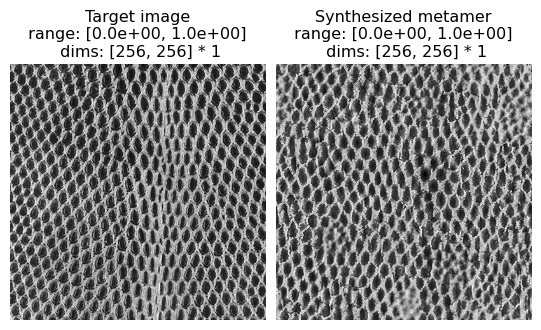 Target image
range: [0.0e+00, 1.0e+00]
dims: [256, 256] * 1
Synthesized metamer
range: [0.0e+00, 1.0e+00]
dims: [256, 256] * 1